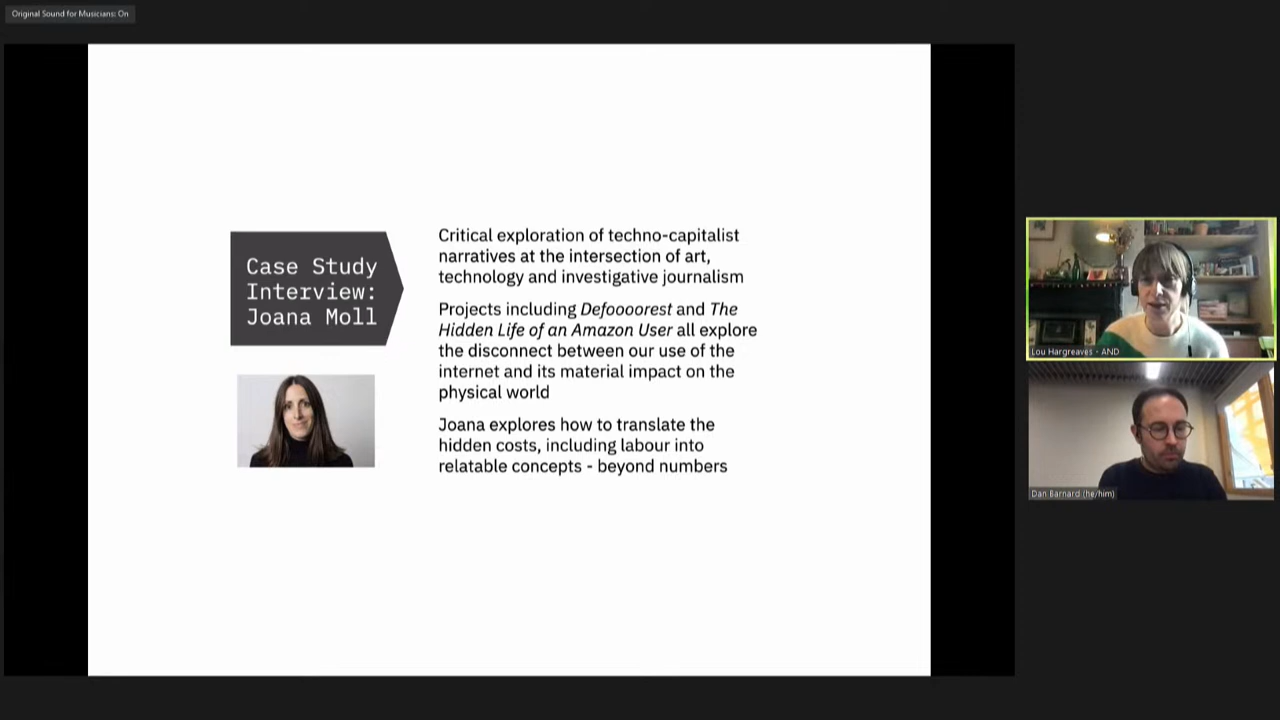 Original Sound for Musicians: On
Case Study
Interview:
Joana Moll
Critical exploration of techno-capitalist
narratives at the intersection of art,
technology and investigative journalism
Projects including Defoooorest and The
Hidden Life of an Amazon User all explore
the disconnect between our use of the
internet and its material impact on the
physical world
Joana explores how to translate the
hidden costs, including labour into
relatable concepts - beyond numbers
Lou Hargreaves - AND
Dan Barnard (he/him)